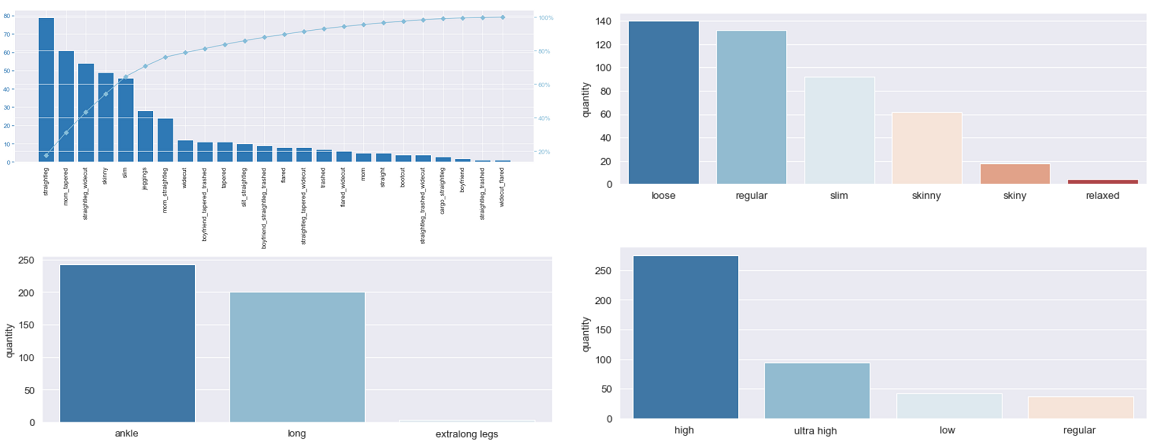 80
70
60
50
40
30
20
10
0
100%
80%
60%
40%
20%
straightleg
mom_tapered
straightleg_widecut
skinny
slim
jeggings
mom_straightleg
widecut
boyfriend_tapered_trashed
tapered
slit_straightleg
boyfriend_straightleg_trashed
flared
straightleg_tapered_widecut
trashed
flared_widecut
mom
straight
bootcut
straightleg_trashed_widecut
cargo_straightleg
boyfriend
straightleg_trashed
widecut_flared
quantity
140
120
100
80
60
40
20
0
loose regular slim skinny skiny relaxed
quantity
250
200
150
100
50
0
ankle long extralong legs
quantity
250
200
150
100
50
0
high ultra high low regular